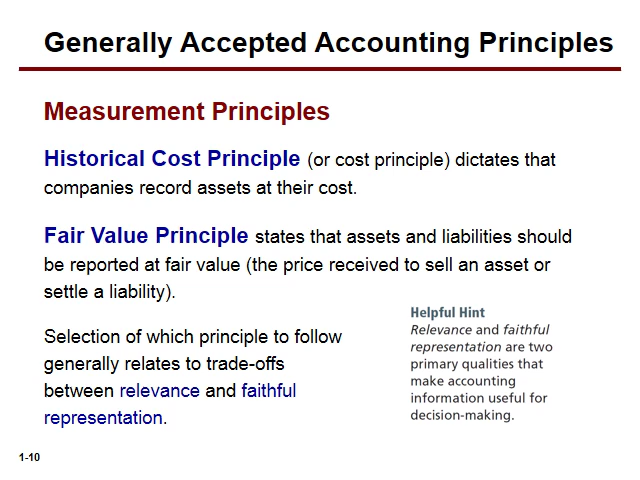 Generally Accepted Accounting Principles
Measurement Principles
Historical Cost Principle (or cost principle) dictates that
companies record assets at their cost.
Fair Value Principle states that assets and liabilities should
be reported at fair value (the price received to sell an asset or
settle a liability).
Selection of which principle to follow
generally relates to trade-offs
between relevance and faithful
representation.
Helpful Hint
Relevance and faithful
representation are two
primary qualities that
make accounting
information useful for
decision-making.
1-10